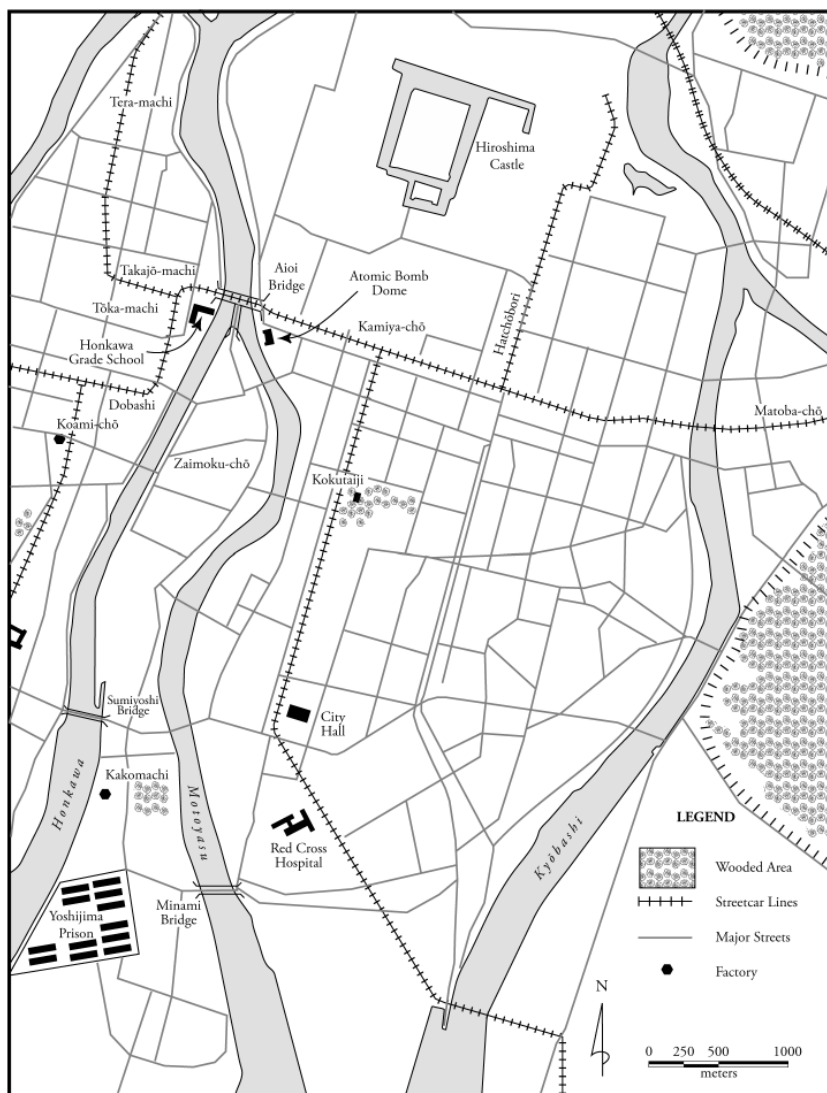 Tera-machi
Hiroshima
Castle
Takajō-machi
Aioi
Bridge
Atomic Bomb
Dome
Tōka-machi
Kamiya-chō
Hatchōbori
Honkawa
Grade School
Dobashi
Matoba-chō
Koami-chō
Zaimoku-chō
Kokutaiji
Sumiyoshi
Bridge
City
Hall
Kakomachi
Honkawa
Motoyasu
Kyōbashi
Red Cross
Hospital
Minami
Bridge
Yoshijima
Prison
LEGEND
Wooded Area
Streetcar Lines
Major Streets
Factory
N
0 250 500 1000
meters